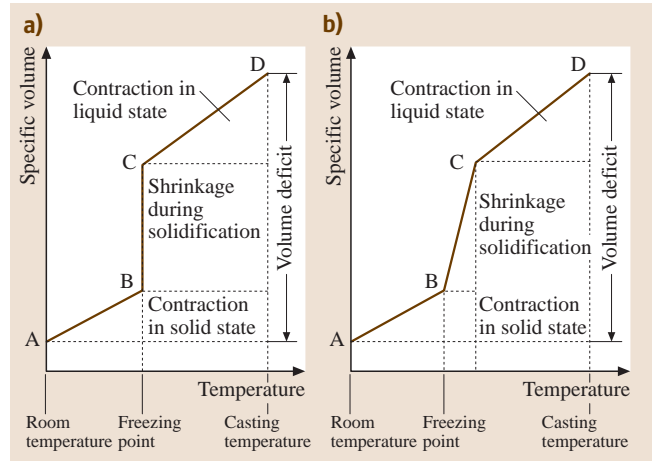 a)
Specific volume
D
Contraction in
liquid state
C
Shrinkage
during
solidification
Volume deficit
B
Contraction
in solid state
A
Temperature
Room
temperature
Freezing
point
Casting
temperature
b)
Specific volume
D
Contraction in
liquid state
C
Shrinkage
during
solidification
Volume deficit
B
Contraction
in solid state
A
Temperature
Room
temperature
Freezing
point
Casting
temperature